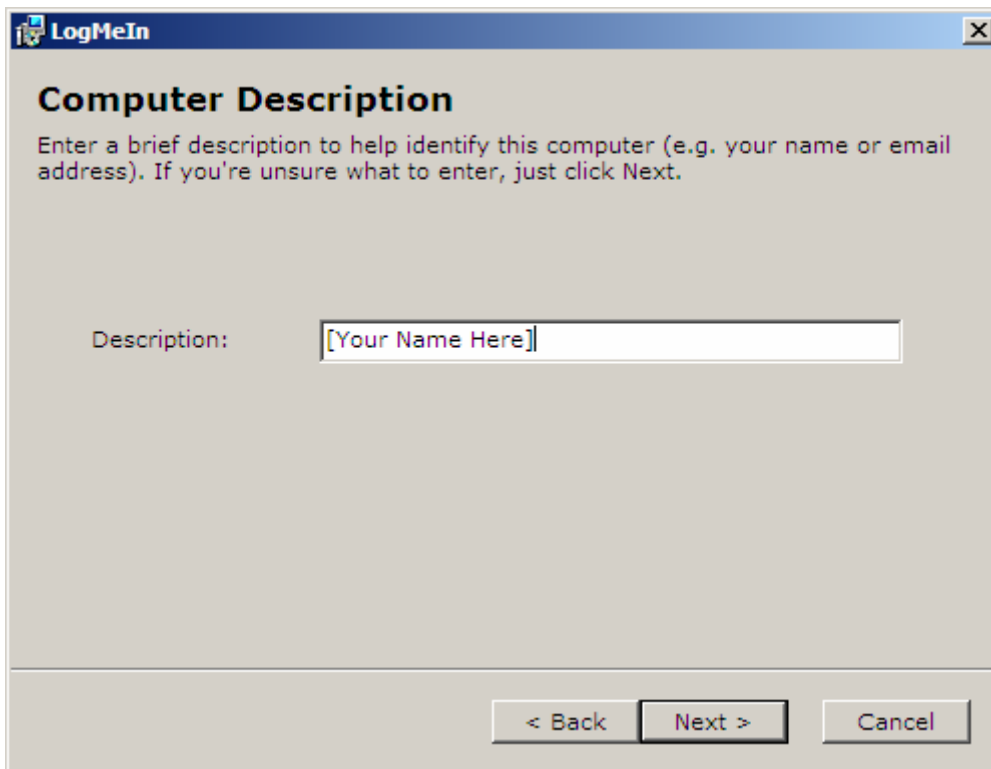 LogMeIn
Computer Description
Enter a brief description to help identify this computer (e.g. your name or email
address). If you're unsure what to enter, just click Next.
Description: [Your Name Here]
< Back Next > Cancel